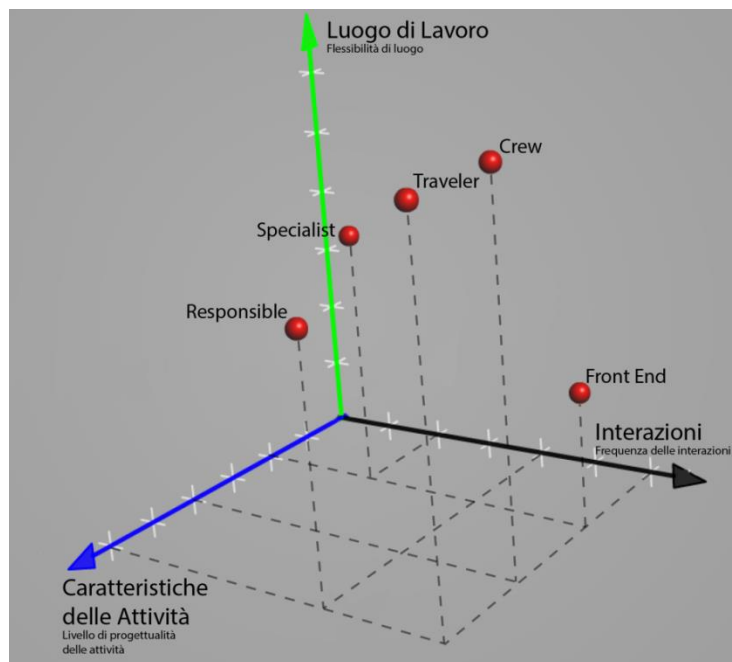 Luogo di Lavoro
Flessibilità di luogo
Crew
Traveler
Specialist
Responsible
Front End
Interazioni
Frequenza delle interazioni
Caratteristiche
delle Attività
Livello di progettualità
delle attività